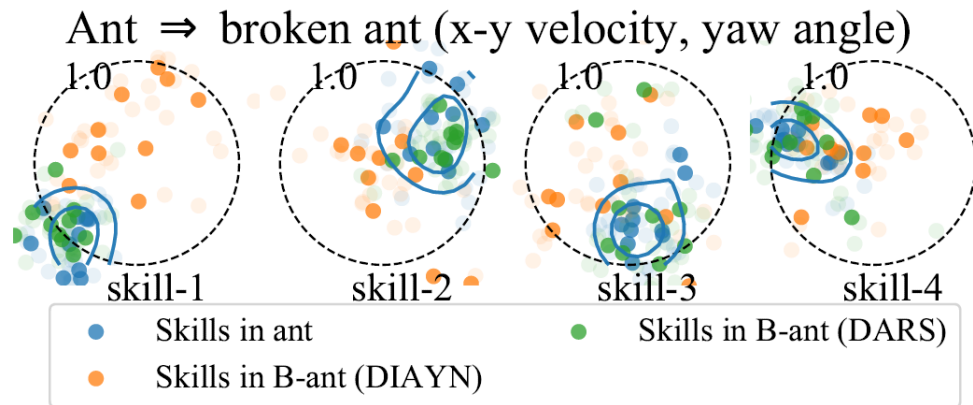 Ant ⇒ broken ant (x-y velocity, yaw angle)
1.0 1.0 1.0 1.0
skill-1 skill-2 skill-3 skill-4
Skills in ant
Skills in B-ant (DARS)
Skills in B-ant (DIAYN)